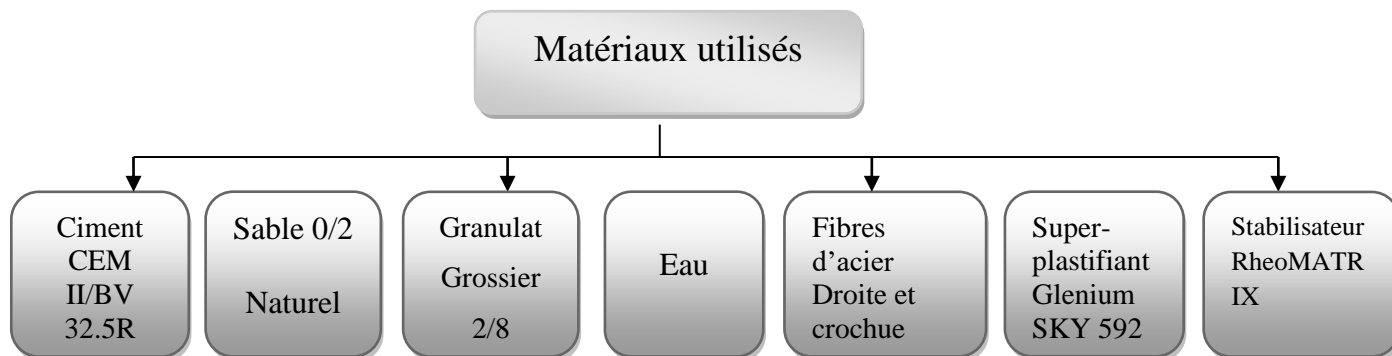 Matériaux utilisés
Ciment
CEM
II/BV
32.5R
Sable 0/2
Naturel
Granulat
Grossier
2/8
Eau
Fibres
d’acier
Droite et
crochue
Super-
plastifiant
Glenium
SKY 592
Stabilisateur
RheoMATR
IX